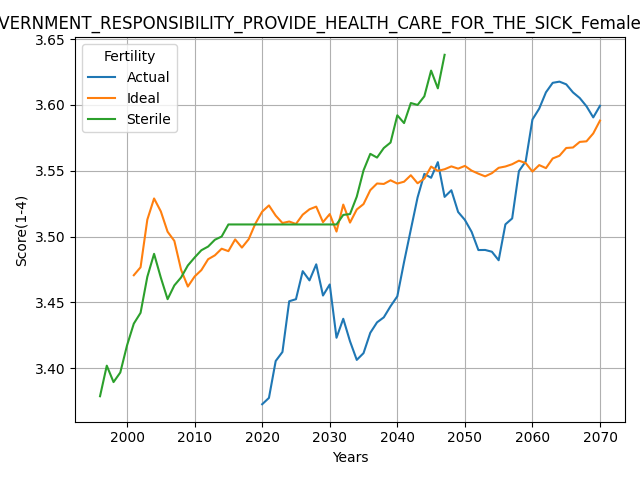 VERNMENT_RESPONSIBILITY_PROVIDE_HEALTH_CARE_FOR_THE_SICK_Female
3.65
3.60
3.55
3.50
3.45
3.40
Score(1-4)
Fertility
Actual
Ideal
Sterile
2000 2010 2020 2030 2040 2050 2060 2070
Years